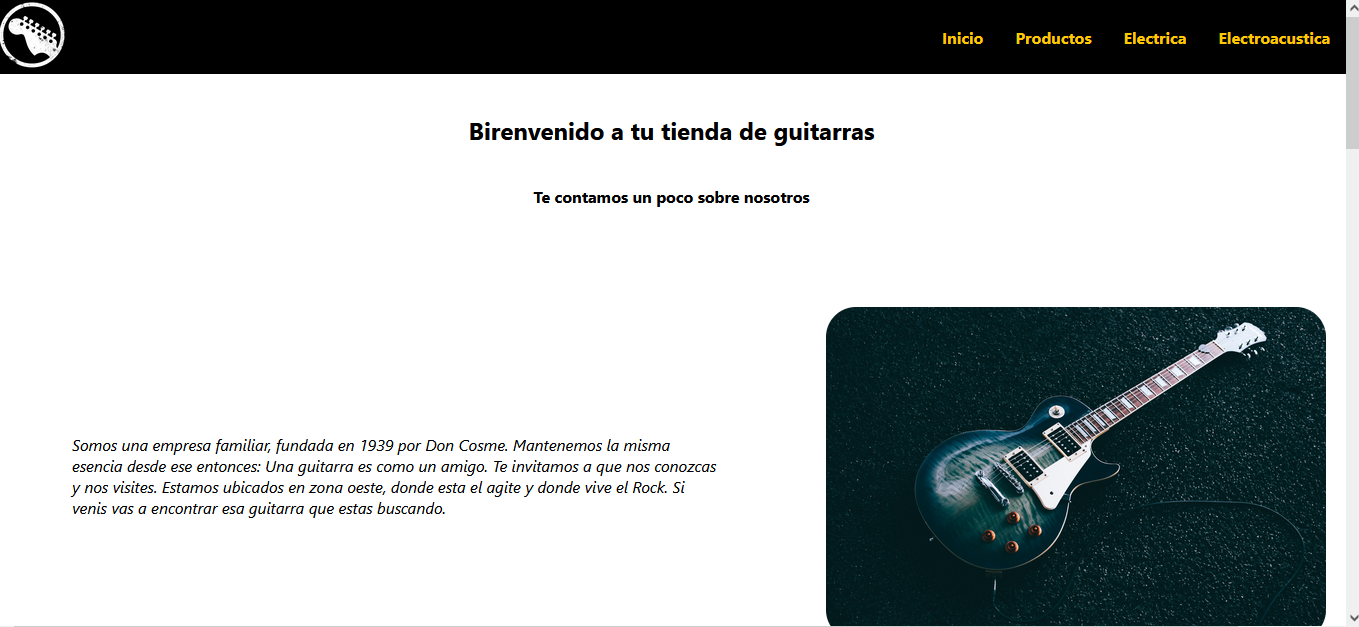 Inicio Productos Electrica Electroacustica
Birenvenido a tu tienda de guitarras
Te contamos un poco sobre nosotros
Somos una empresa familiar, fundada en 1939 por Don Cosme. Mantenemos la misma
esencia desde ese entonces: Una guitarra es como un amigo. Te invitamos a que nos conozcas
y nos visites. Estamos ubicados en zona oeste, donde esta el agite y donde vive el Rock. Si
venis vas a encontrar esa guitarra que estas buscando.